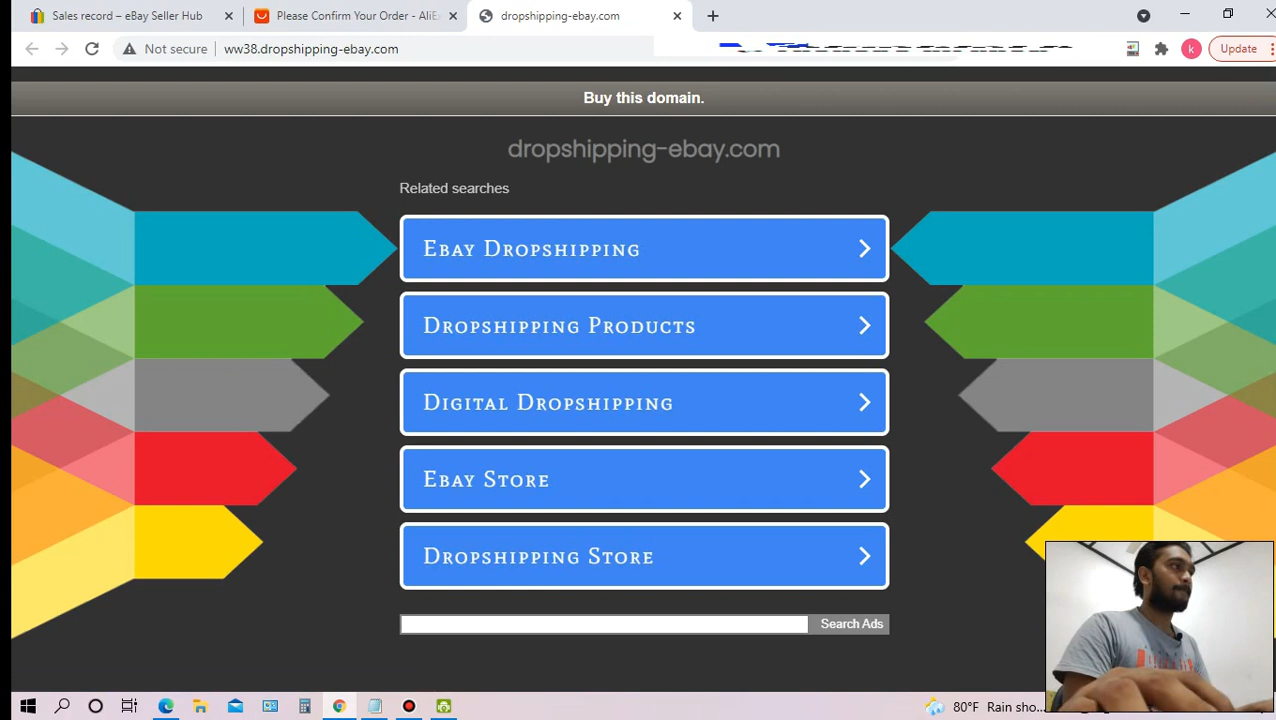 Sales record – eBay Seller Hub
Please Confirm Your Order - AliEx
dropshipping-ebay.com
Not secure
ww38.dropshipping-ebay.com
k
Update
Buy this domain.
dropshipping-ebay.com
Related searches
Ebay Dropshipping
Dropshipping Products
Digital Dropshipping
Ebay Store
Dropshipping Store
Search Ads
80°F Rain sho...